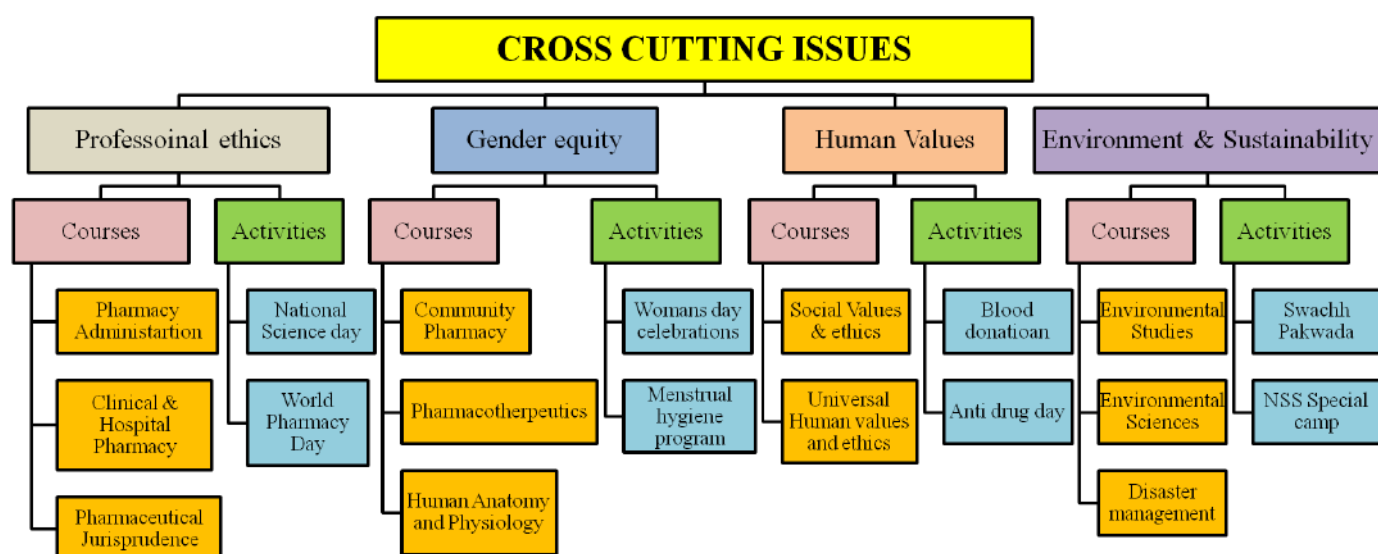 CROSS CUTTING ISSUES
Professoinal ethics
Gender equity
Human Values
Environment & Sustainability
Courses
Activities
Courses
Activities
Courses
Activities
Courses
Activities
Pharmacy
Administartion
National
Science day
Community
Pharmacy
Womans day
celebrations
Social Values
& ethics
Blood
donatioan
Environmental
Studies
Swachh
Pakwada
Clinical &
Hospital
Pharmacy
World
Pharmacy
Day
Pharmacotherpeutics
Menstrual
hygiene
program
Universal
Human values
and ethics
Anti drug day
Environmental
Sciences
NSS Special
camp
Pharmaceutical
Jurisprudence
Human Anatomy
and Physiology
Disaster
management